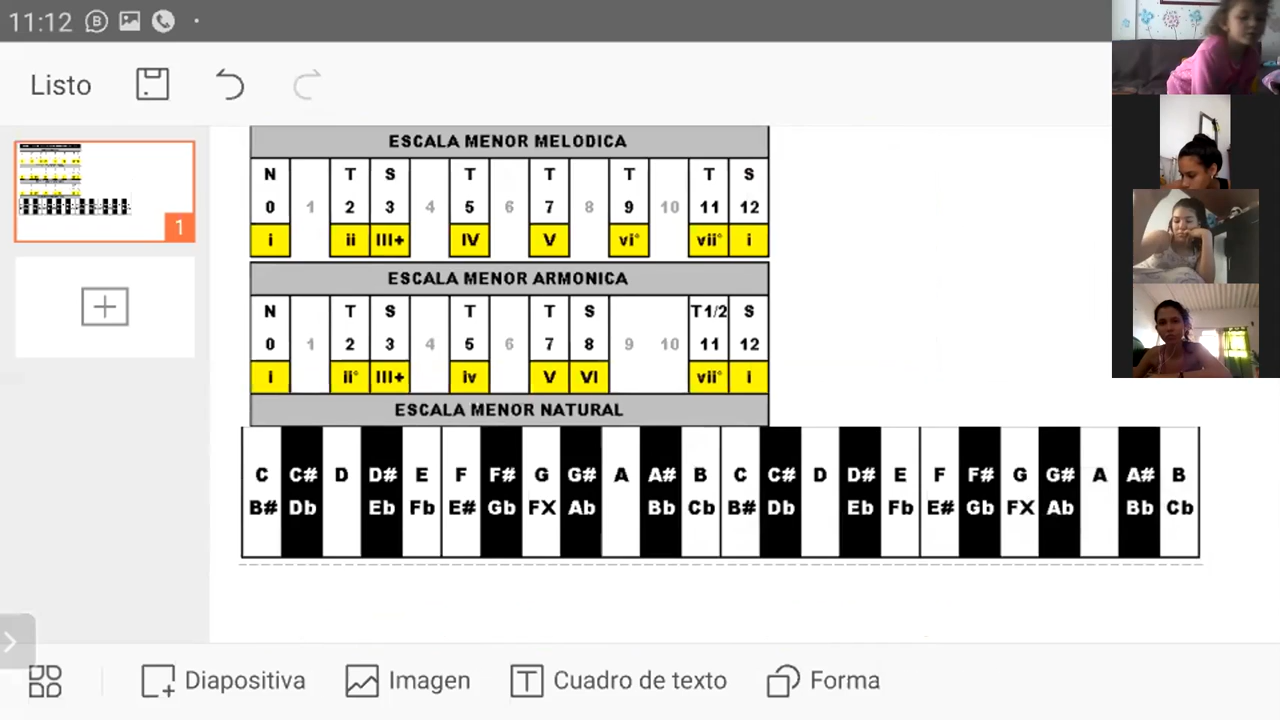 11:12
Listo
1
ESCALA MENOR MELODICA
N T S T T T T S
0 1 2 3 4 5 6 7 8 9 10 11 12
i ii III+ IV V vi° vii° i
ESCALA MENOR ARMONICA
N T S T T S T1/2 S
0 1 2 3 4 5 6 7 8 9 10 11 12
i ii° III+ iv V VI vii° i
ESCALA MENOR NATURAL
C C# D D# E F F# G G# A A# B C C# D D# E F F# G G# A A# B
B# Db Eb Fb E# Gb FX Ab Bb Cb B# Db Eb Fb E# Gb FX Ab Bb Cb
Diapositiva Imagen Cuadro de texto Forma